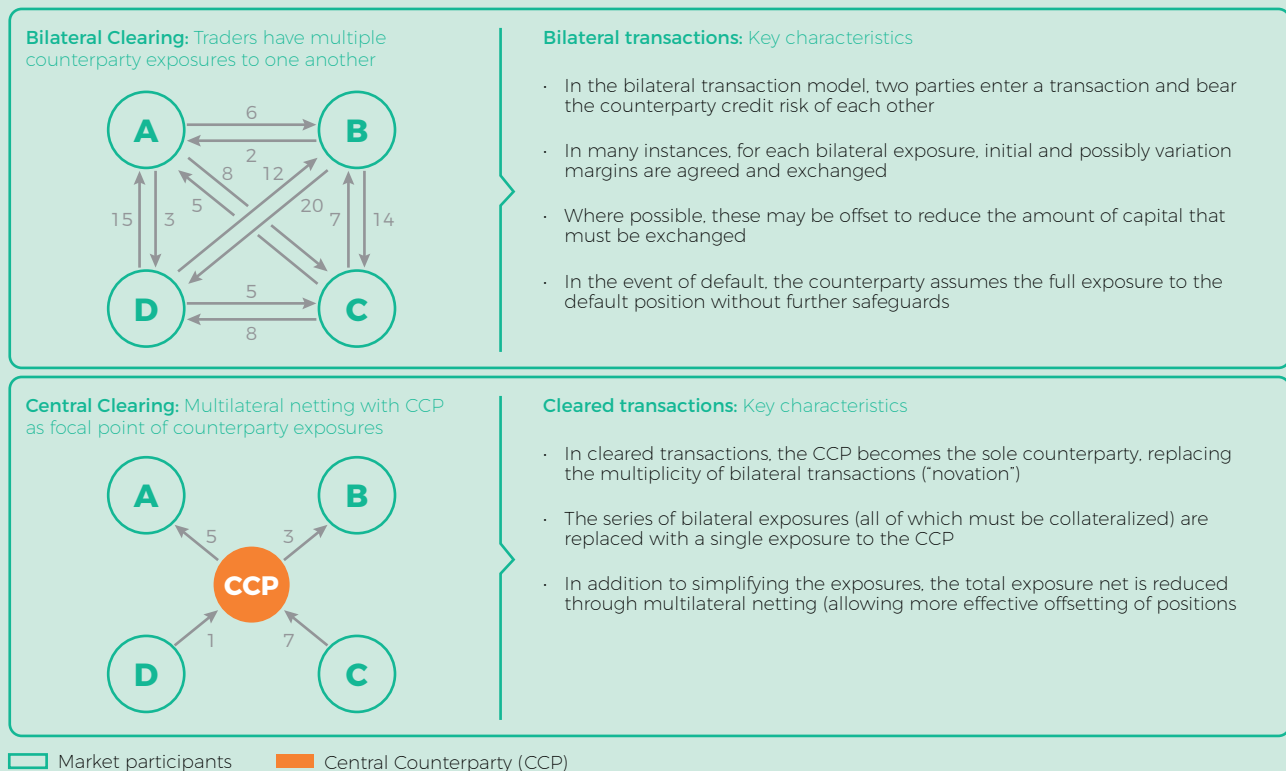 Bilateral Clearing: Traders have multiple
counterparty exposures to one another
A
6
B
2
8
12
5
20
15
3
7
14
D
5
C
8
Bilateral transactions: Key characteristics
· In the bilateral transaction model, two parties enter a transaction and bear
the counterparty credit risk of each other
· In many instances, for each bilateral exposure, initial and possibly variation
margins are agreed and exchanged
· Where possible, these may be offset to reduce the amount of capital that
must be exchanged
· In the event of default, the counterparty assumes the full exposure to the
default position without further safeguards
Central Clearing: Multilateral netting with CCP
as focal point of counterparty exposures
A
B
5
3
CCP
1
7
D
C
Cleared transactions: Key characteristics
· In cleared transactions, the CCP becomes the sole counterparty, replacing
the multiplicity of bilateral transactions (“novation”)
· The series of bilateral exposures (all of which must be collateralized) are
replaced with a single exposure to the CCP
· In addition to simplifying the exposures, the total exposure net is reduced
through multilateral netting (allowing more effective offsetting of positions
Market participants
Central Counterparty (CCP)